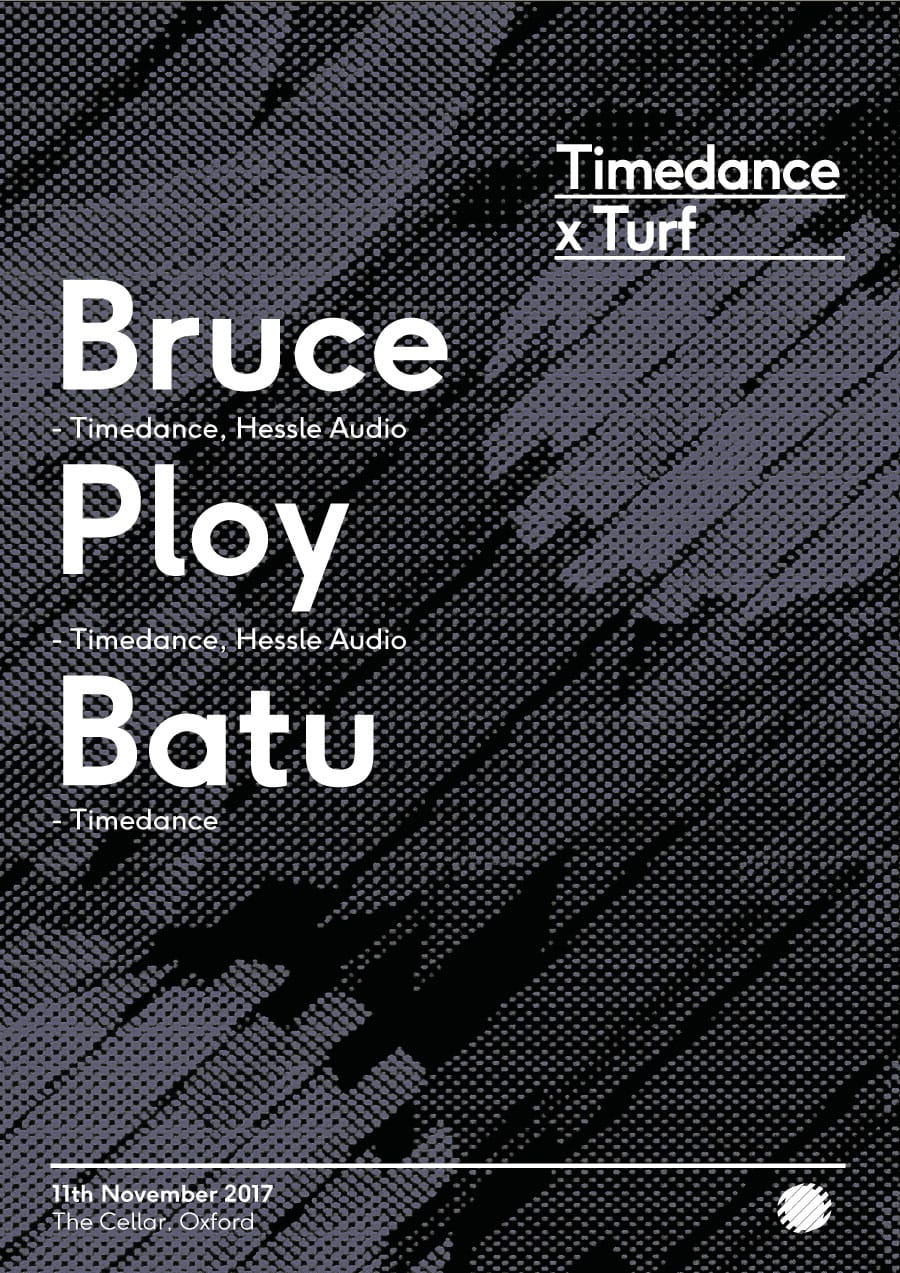 Timedance
x Turf
Bruce
- Timedance, Hessle Audio
Ploy
- Timedance, Hessle Audio
Batu
- Timedance
11th November 2017
The Cellar, Oxford